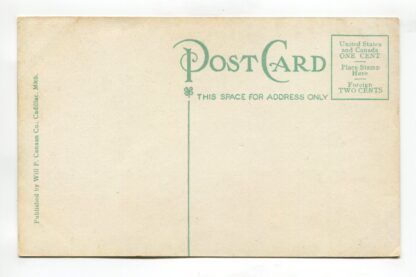 POST CARD
THIS SPACE FOR ADDRESS ONLY
United States
and Canada
ONE CENT
Place Stamp
Here
Foreign
TWO CENTS
Published by Will F. Canaan Co., Cadillac, Mich.